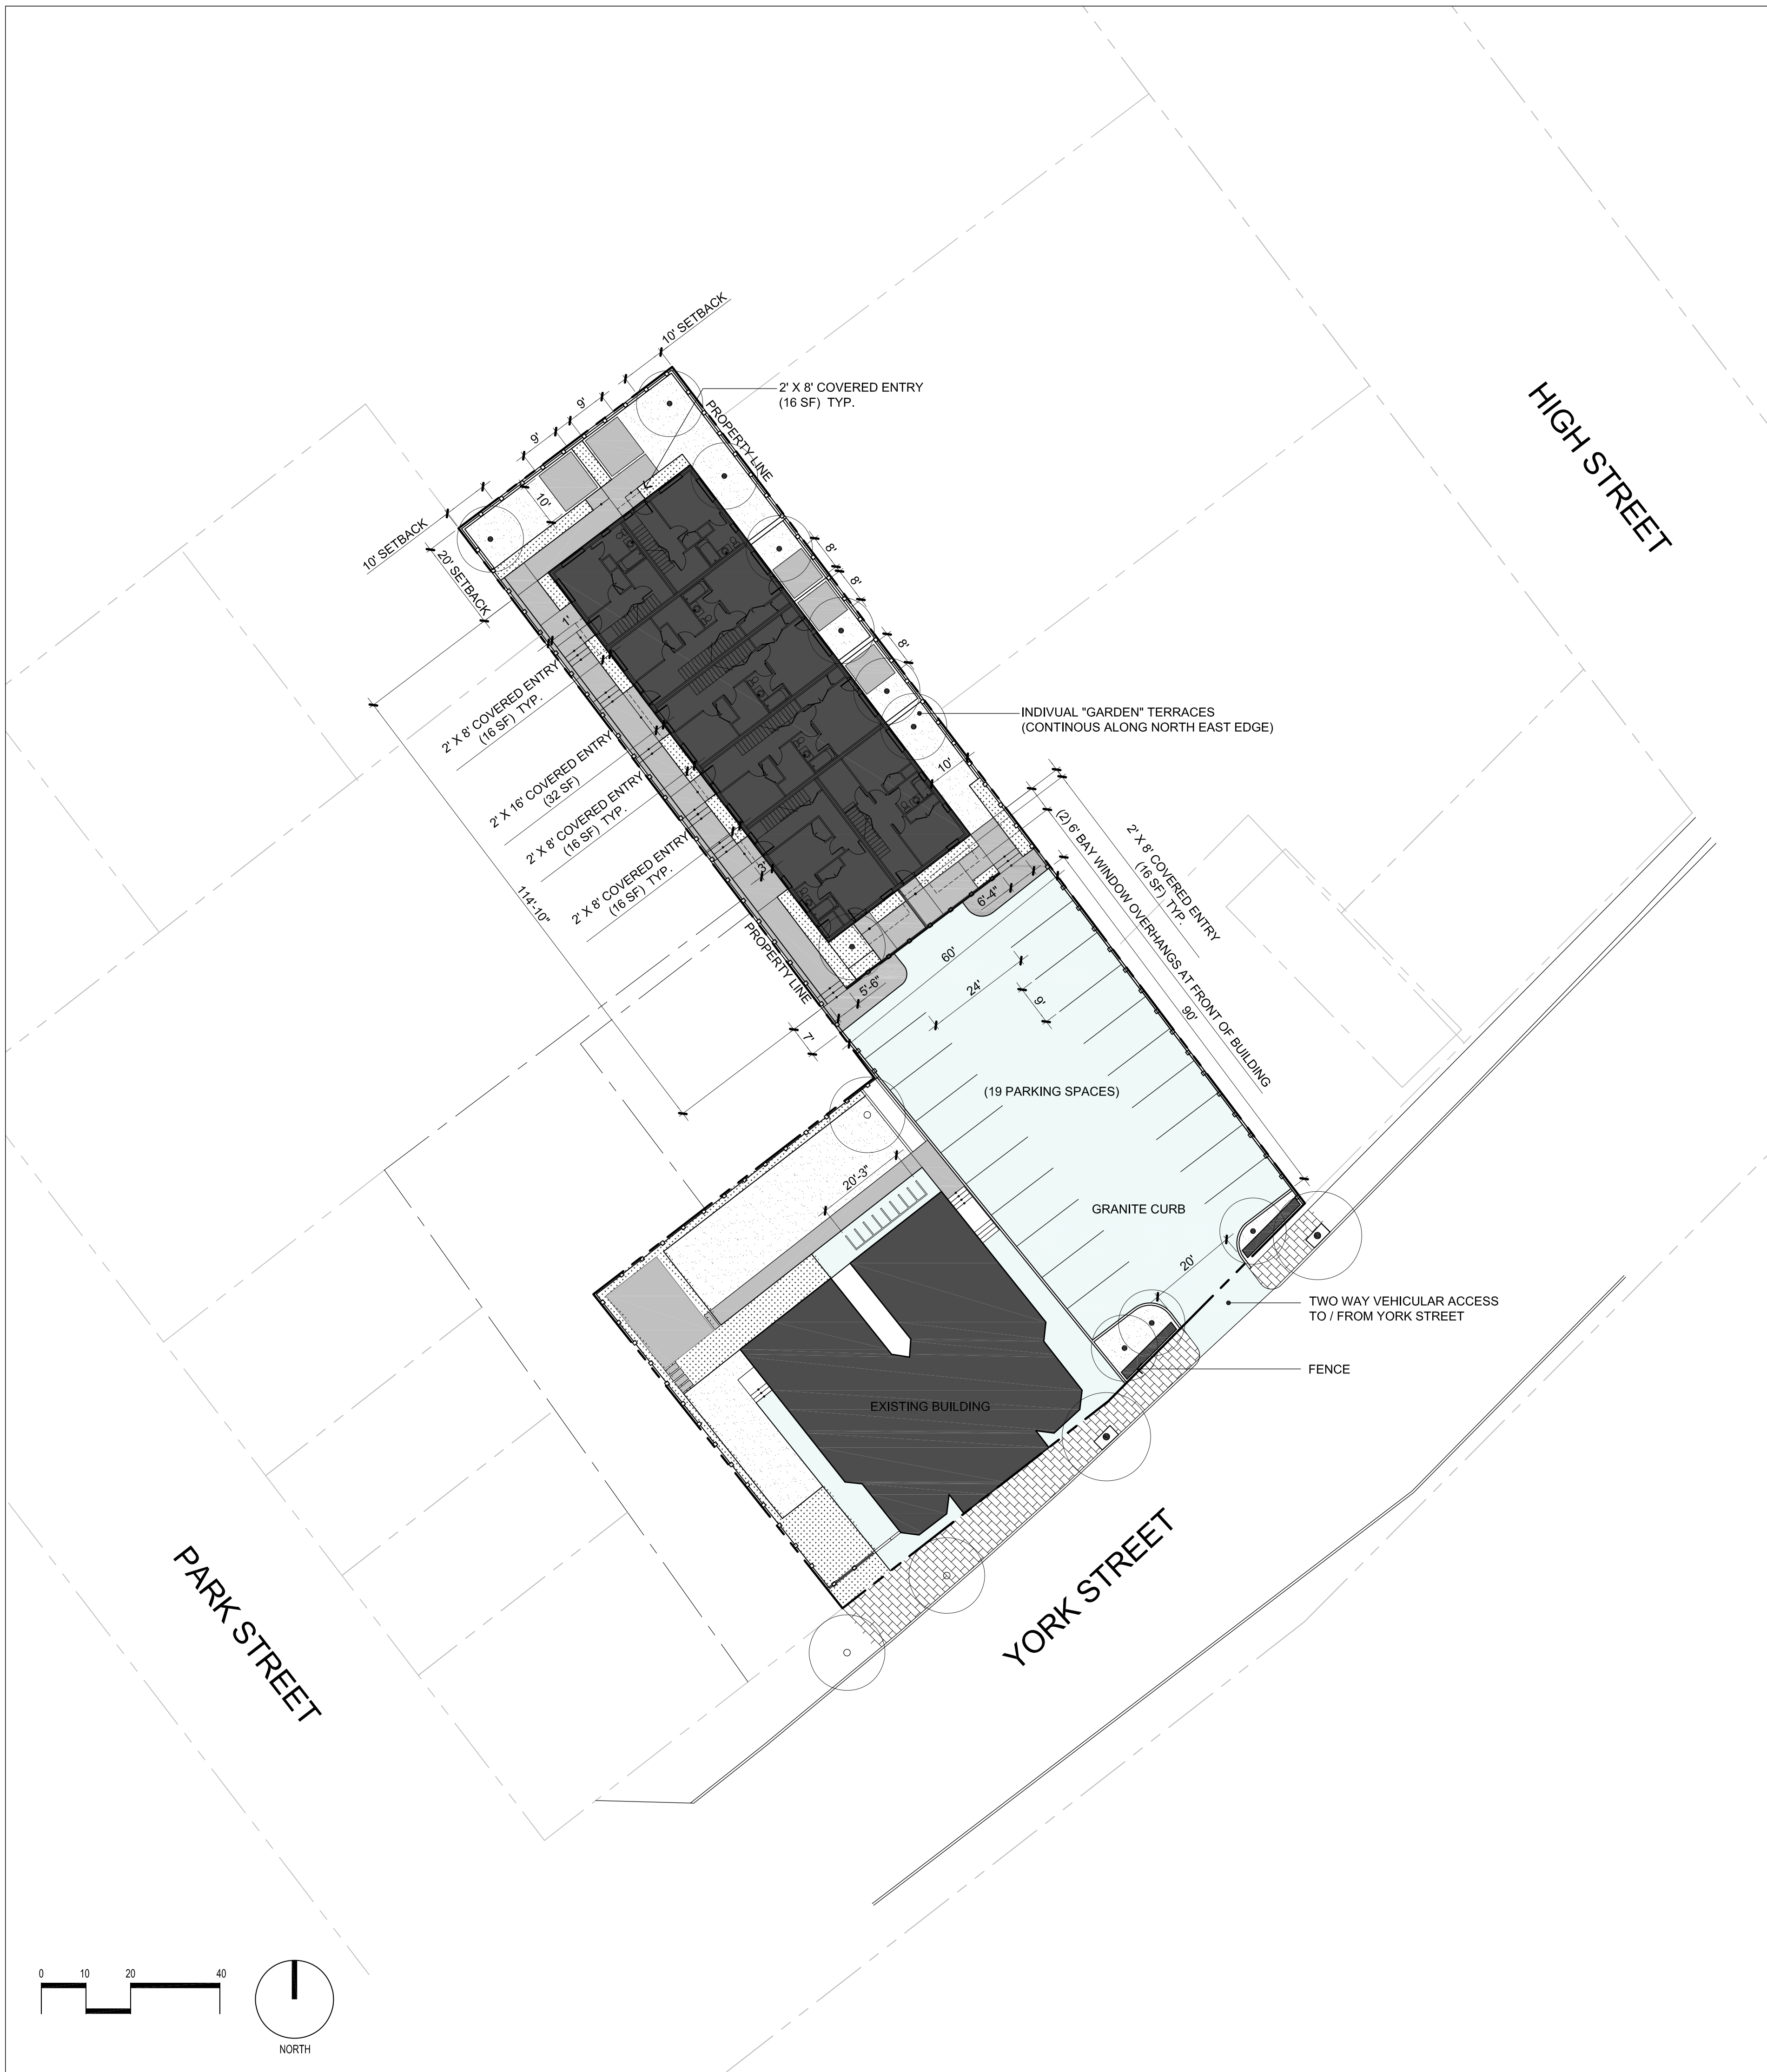 10' SETBACK
2' X 8' COVERED ENTRY
(16 SF) TYP.
9'
9'
PROPERTY LINE
HIGH STREET
10'
10' SETBACK
20' SETBACK
8'
8'
8'
1'
2' X 8' COVERED ENTRY
(16 SF) TYP.
INDIVUAL "GARDEN" TERRACES
(CONTINOUS ALONG NORTH EAST EDGE)
2' X 16' COVERED ENTRY
(32 SF)
10'
2' X 8' COVERED ENTRY
(16 SF) TYP.
2' X 8' COVERED ENTRY
(16 SF) TYP.
3'
114'-10"
2' X 8' COVERED ENTRY
(16 SF) TYP.
(2) 6' BAY WINDOW OVERHANGS AT FRONT OF BUILDING
6'-4"
PROPERTY LINE
60'
5'-6"
24'
9'
90'
7'
(19 PARKING SPACES)
20'-3"
GRANITE CURB
20'
TWO WAY VEHICULAR ACCESS
TO / FROM YORK STREET
FENCE
EXISTING BUILDING
PARK STREET
YORK STREET
0 10 20 40
NORTH